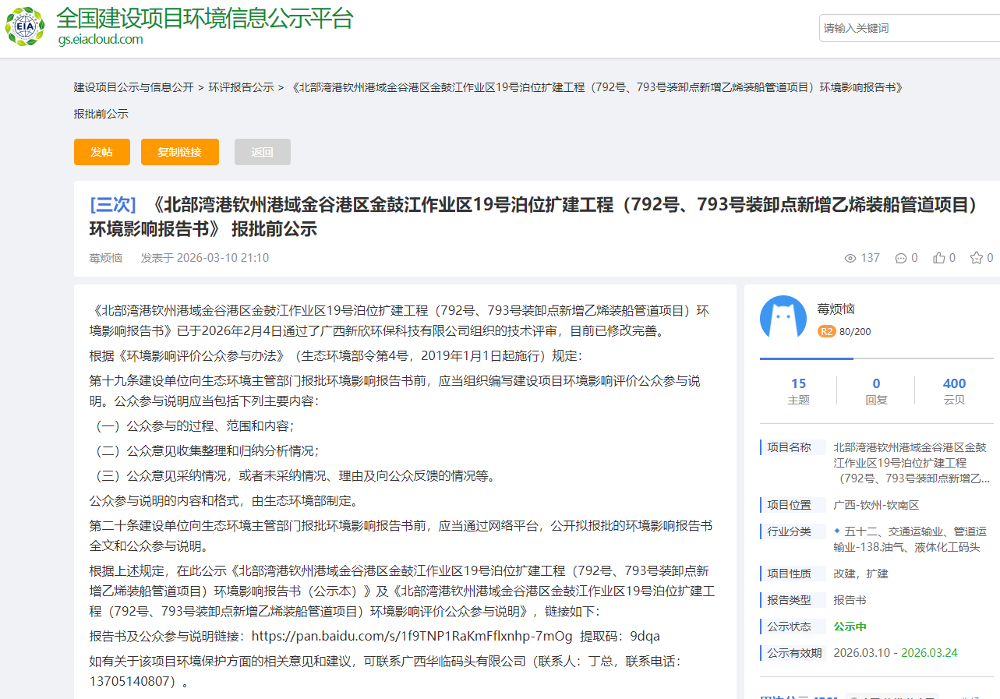 全国建设项目环境信息公示平台
gs.eiacloud.com
EIA
请输入关键词
建设项目公示与信息公开 > 环评报告公示 > 《北部湾港钦州港域金谷港区金鼓江作业区19号泊位扩建工程（792号、793号装卸点新增乙烯装船管道项目）环境影响报告书》
报批前公示
发帖
复制链接
返回
[三次] 《北部湾港钦州港域金谷港区金鼓江作业区19号泊位扩建工程（792号、793号装卸点新增乙烯装船管道项目）
环境影响报告书》 报批前公示
莓烦恼 发表于 2026-03-10 21:10
137 0 0 0
《北部湾港钦州港域金谷港区金鼓江作业区19号泊位扩建工程（792号、793号装卸点新增乙烯装船管道项目）环
境影响报告书》已于2026年2月4日通过了广西新欣环保科技有限公司组织的技术评审，目前已修改完善。
根据《环境影响评价公众参与办法》（生态环境部令第4号，2019年1月1日起施行）规定：
第十九条建设单位向生态环境主管部门报批环境影响报告书前，应当组织编写建设项目环境影响评价公众参与说
明。公众参与说明应当包括下列主要内容：
（一）公众参与的过程、范围和内容；
（二）公众意见收集整理和归纳分析情况；
（三）公众意见采纳情况，或者未采纳情况、理由及向公众反馈的情况等。
公众参与说明的内容和格式，由生态环境部制定。
第二十条建设单位向生态环境主管部门报批环境影响报告书前，应当通过网络平台，公开拟报批的环境影响报告书
全文和公众参与说明。
根据上述规定，在此公示《北部湾港钦州港域金谷港区金鼓江作业区19号泊位扩建工程（792号、793号装卸点新
增乙烯装船管道项目）环境影响报告书（公示本）》及《北部湾港钦州港域金谷港区金鼓江作业区19号泊位扩建工
程（792号、793号装卸点新增乙烯装船管道项目）环境影响评价公众参与说明》，链接如下：
报告书及公众参与说明链接：https://pan.baidu.com/s/1f9TNP1RaKmFflxnhp-7mOg 提取码：9dqa
如有关于该项目环境保护方面的相关意见和建议，可联系广西华临码头有限公司（联系人：丁总，联系电话：
13705140807）。
莓烦恼
R2 80/200
15 0 400
主题 回复 云贝
项目名称 北部湾港钦州港域金谷港区金鼓
江作业区19号泊位扩建工程
（792号、793号装卸点新增乙...
项目位置 广西-钦州-钦南区
行业分类 五十二、交通运输业、管道运
输业-138.油气、液体化工码头
项目性质 改建，扩建
报告类型 报告书
公示状态 公示中
公示有效期 2026.03.10 - 2026.03.24